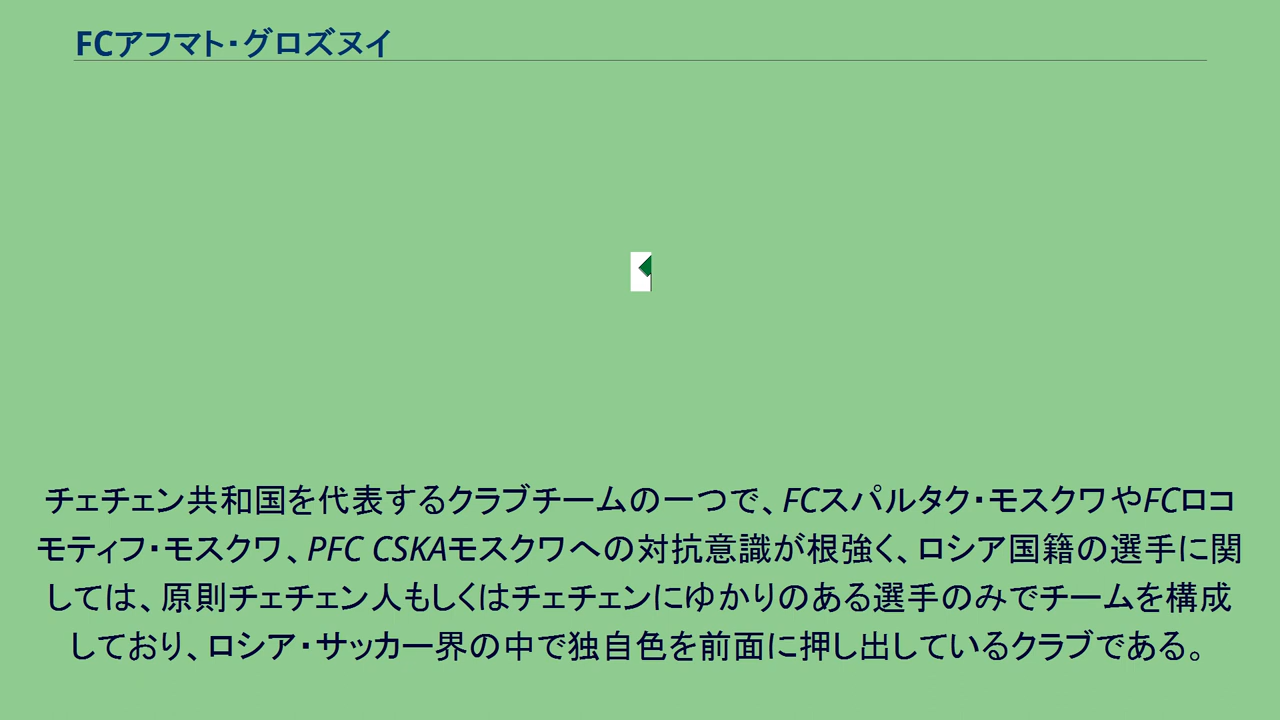 FCアフマト・グロズヌイ
チェチェン共和国を代表するクラブチームの一つで、FCスパルタク・モスクワやFCロコ
モティフ・モスクワ、PFC CSKAモスクワへの対抗意識が根強く、ロシア国籍の選手に関
しては、原則チェチェン人もしくはチェチェンにゆかりのある選手のみでチームを構成
しており、ロシア・サッカー界の中で独自色を前面に押し出しているクラブである。